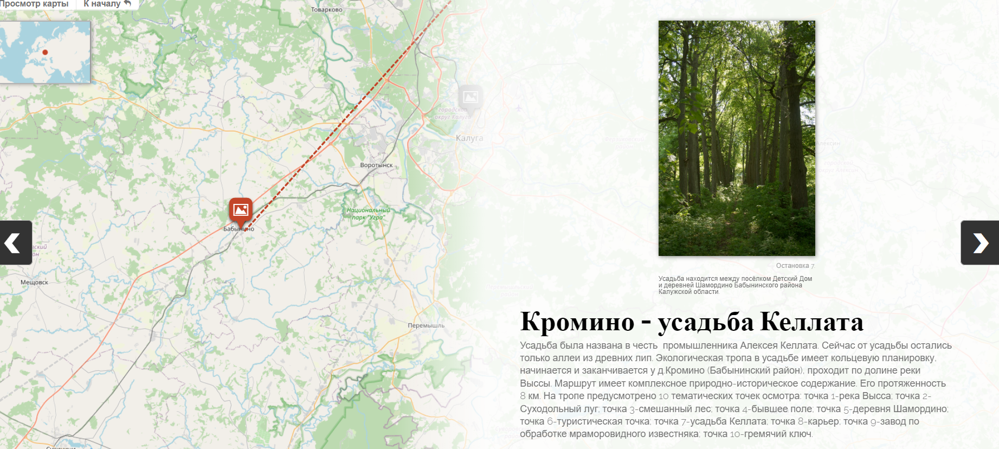 Просмотр карты
К началу
Товарково
городской
округ Калуга
Калуга
Воротынск
Национальный
парк "Угра"
Бабынино
Мещовск
Перемышль
Алексин
городской
округ Алексин
Остановка 7.
Усадьба находится между посёлком Детский Дом
и деревней Шамордино Бабынинского района
Калужской области.
Кромино - усадьба Келлата
Усадьба была названа в честь  промышленника Алексея Келлата. Сейчас от усадьбы остались
только аллеи из древних лип. Экологическая тропа в усадьбе имеет кольцевую планировку,
начинается и заканчивается у д.Кромино (Бабынинский район), проходит по долине реки
Выссы. Маршрут имеет комплексное природно-историческое содержание. Его протяженность
8 км. На тропе предусмотрено 10 тематических точек осмотра: точка 1-река Высса; точка 2-
Суходольный луг; точка 3-смешанный лес; точка 4-бывшее поле; точка 5-деревня Шамордино;
точка 6-туристическая точка; точка 7-усадьба Келлата; точка 8-карьер; точка 9-завод по
обработке мраморовидного известняка; точка 10-гремячий ключ.